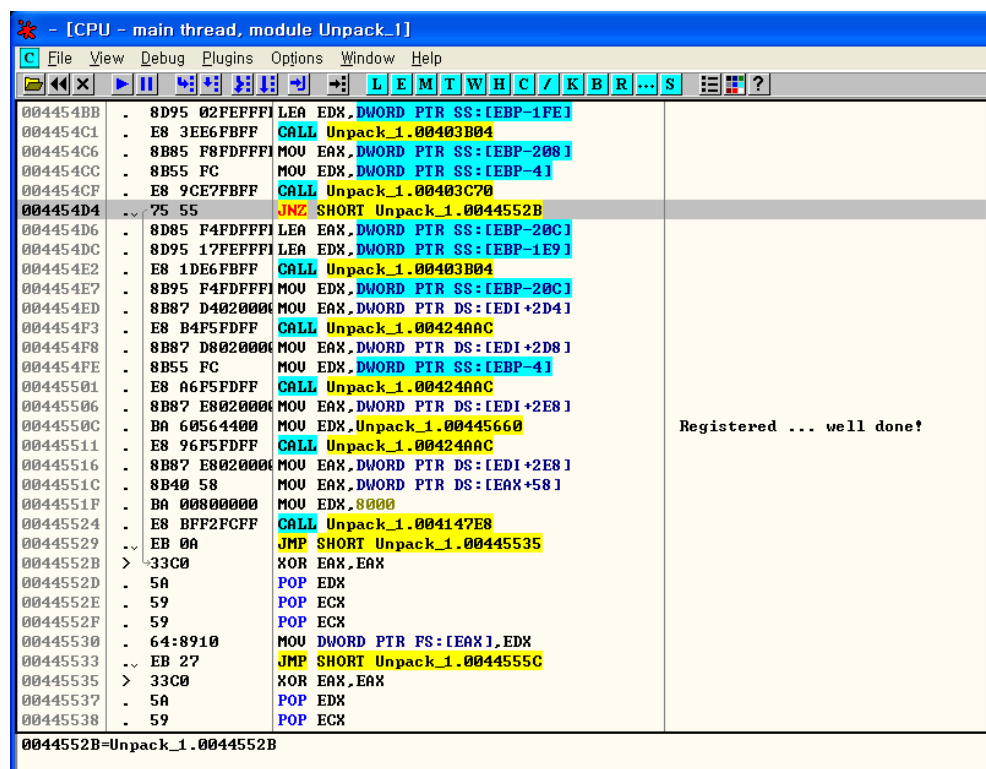 - [CPU - main thread, module Unpack_1]
C File View Debug Plugins Options Window Help
L E M T W H C / K B R ... S ?
004454BB . 8D95 02FEFFFF LEA EDX,DWORD PTR SS:[EBP-1FE]
004454C1 . E8 3EE6FBFF CALL Unpack_1.00403B04
004454C6 . 8B85 F8FDFFFF MOV EAX,DWORD PTR SS:[EBP-208]
004454CC . 8B55 FC MOV EDX,DWORD PTR SS:[EBP-4]
004454CF . E8 9CE7FBFF CALL Unpack_1.00403C70
004454D4 . 75 55 JNZ SHORT Unpack_1.0044552B
004454D6 . 8D85 F4FDFFFF LEA EAX,DWORD PTR SS:[EBP-20C]
004454DC . 8D95 17FEFFFF LEA EDX,DWORD PTR SS:[EBP-1E9]
004454E2 . E8 1DE6FBFF CALL Unpack_1.00403B04
004454E7 . 8B95 F4FDFFFF MOV EDX,DWORD PTR SS:[EBP-20C]
004454ED . 8B87 D4020000 MOV EAX,DWORD PTR DS:[EDI+2D4]
004454F3 . E8 B4F5FDFF CALL Unpack_1.00424AAC
004454F8 . 8B87 D8020000 MOV EAX,DWORD PTR DS:[EDI+2D8]
004454FE . 8B55 FC MOV EDX,DWORD PTR SS:[EBP-4]
00445501 . E8 A6F5FDFF CALL Unpack_1.00424AAC
00445506 . 8B87 E8020000 MOV EAX,DWORD PTR DS:[EDI+2E8]
0044550C . BA 60564400 MOV EDX,Unpack_1.00445660 Registered ... well done!
00445511 . E8 96F5FDFF CALL Unpack_1.00424AAC
00445516 . 8B87 E8020000 MOV EAX,DWORD PTR DS:[EDI+2E8]
0044551C . 8B40 58 MOV EAX,DWORD PTR DS:[EAX+58]
0044551F . BA 00800000 MOV EDX,8000
00445524 . E8 BFF2FCFF CALL Unpack_1.004147E8
00445529 . EB 0A JMP SHORT Unpack_1.00445535
0044552B > 33C0 XOR EAX,EAX
0044552D . 5A POP EDX
0044552E . 59 POP ECX
0044552F . 59 POP ECX
00445530 . 64:8910 MOV DWORD PTR FS:[EAX],EDX
00445533 . EB 27 JMP SHORT Unpack_1.0044555C
00445535 > 33C0 XOR EAX,EAX
00445537 . 5A POP EDX
00445538 . 59 POP ECX
0044552B=Unpack_1.0044552B